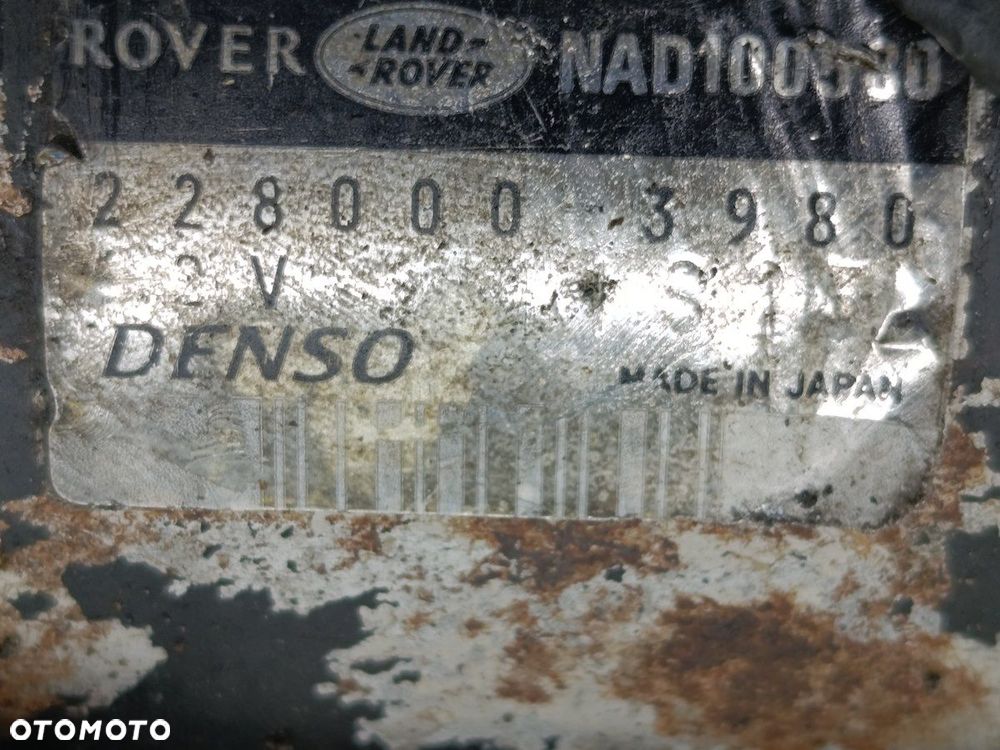 ROVER LAND-ROVER
228000 3980
V
DENSO
MADE IN JAPAN
OTOMOTO